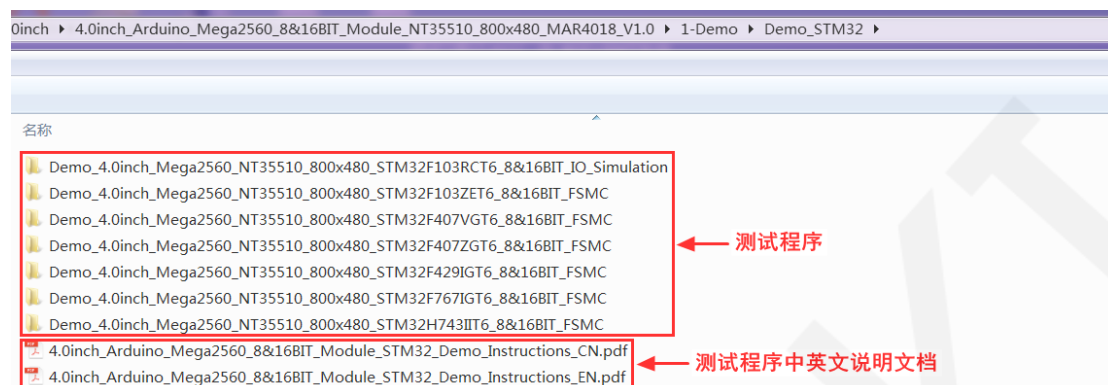 0inch ▸ 4.0inch_Arduino_Mega2560_8&16BIT_Module_NT35510_800x480_MAR4018_V1.0 ▸ 1-Demo ▸ Demo_STM32 ▸
名称
Demo_4.0inch_Mega2560_NT35510_800x480_STM32F103RCT6_8&16BIT_IO_Simulation
Demo_4.0inch_Mega2560_NT35510_800x480_STM32F103ZET6_8&16BIT_FSMC
Demo_4.0inch_Mega2560_NT35510_800x480_STM32F407VGT6_8&16BIT_FSMC
Demo_4.0inch_Mega2560_NT35510_800x480_STM32F407ZGT6_8&16BIT_FSMC
测试程序
Demo_4.0inch_Mega2560_NT35510_800x480_STM32F429IGT6_8&16BIT_FSMC
Demo_4.0inch_Mega2560_NT35510_800x480_STM32F767IGT6_8&16BIT_FSMC
Demo_4.0inch_Mega2560_NT35510_800x480_STM32H743IIT6_8&16BIT_FSMC
4.0inch_Arduino_Mega2560_8&16BIT_Module_STM32_Demo_Instructions_CN.pdf
测试程序中英文说明文档
4.0inch_Arduino_Mega2560_8&16BIT_Module_STM32_Demo_Instructions_EN.pdf